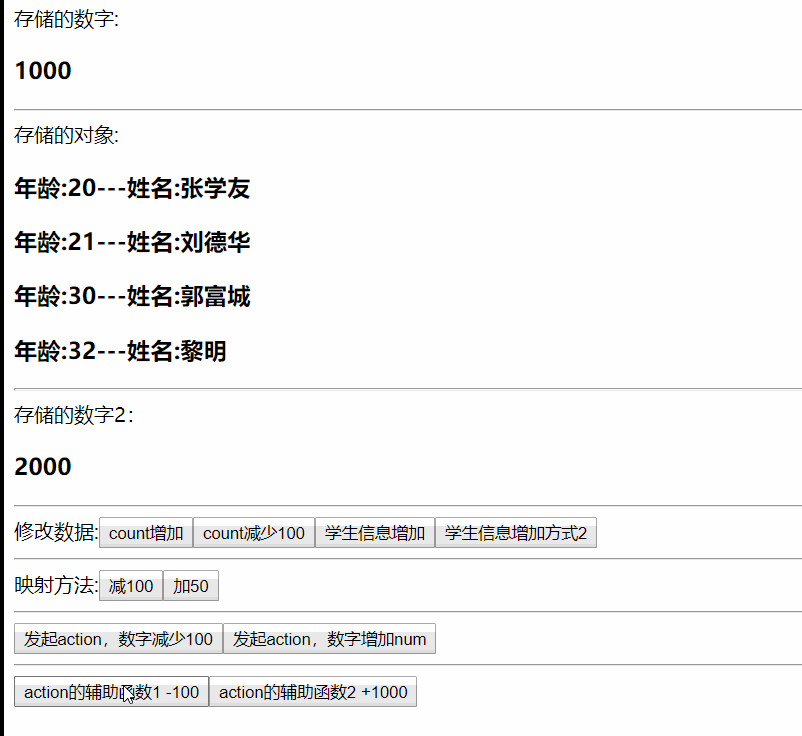 存储的数字:
1000
存储的对象:
年龄:20---姓名:张学友
年龄:21---姓名:刘德华
年龄:30---姓名:郭富城
年龄:32---姓名:黎明
存储的数字2：
2000
修改数据:count增加 count减少100 学生信息增加 学生信息增加方式2
映射方法:减100 加50
发起action，数字减少100 发起action，数字增加num
action的辅助函数1 -100 action的辅助函数2 +1000